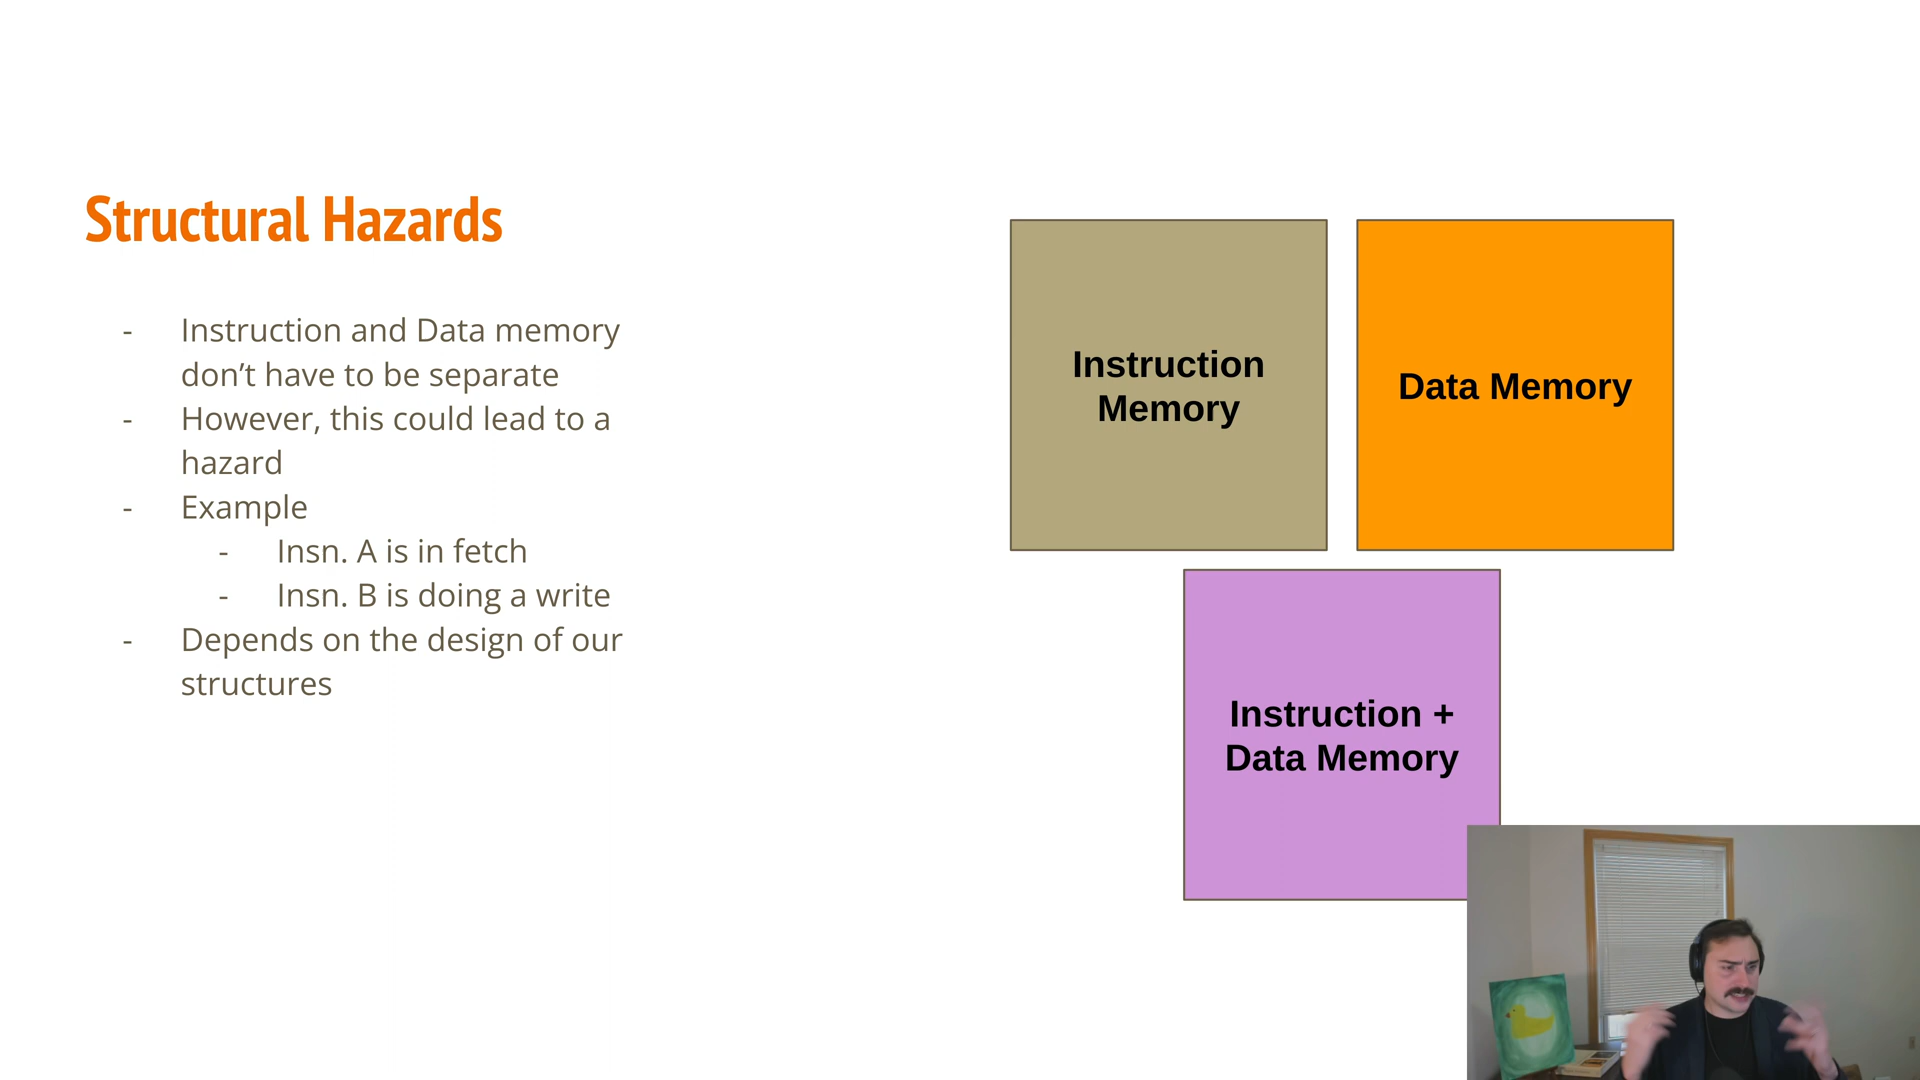 Structural Hazards
- Instruction and Data memory
don’t have to be separate
- However, this could lead to a
hazard
- Example
- Insn. A is in fetch
- Insn. B is doing a write
- Depends on the design of our
structures
Instruction
Memory
Data Memory
Instruction +
Data Memory